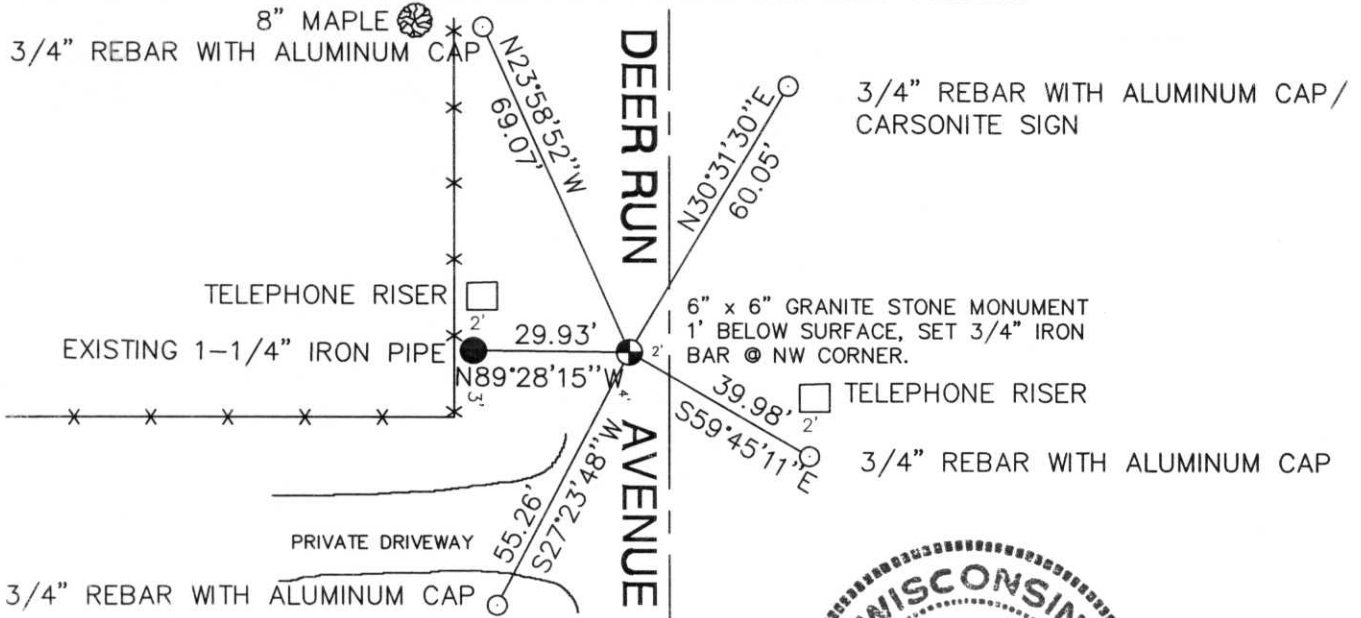 8" MAPLE
3/4" REBAR WITH ALUMINUM CAP
N23°58'52"W
69.07'
DEER RUN
N30°31'30"E
60.05'
3/4" REBAR WITH ALUMINUM CAP/
CARSONITE SIGN
TELEPHONE RISER
2'
EXISTING 1-1/4" IRON PIPE
29.93'
N89°28'15"W
3'
2'
4'
6" x 6" GRANITE STONE MONUMENT
1' BELOW SURFACE, SET 3/4" IRON
BAR @ NW CORNER.
39.98'
S59°45'11"E
TELEPHONE RISER
2'
3/4" REBAR WITH ALUMINUM CAP
AVENUE
55.26'
S27°23'48"W
PRIVATE DRIVEWAY
3/4" REBAR WITH ALUMINUM CAP
WISCONSIN